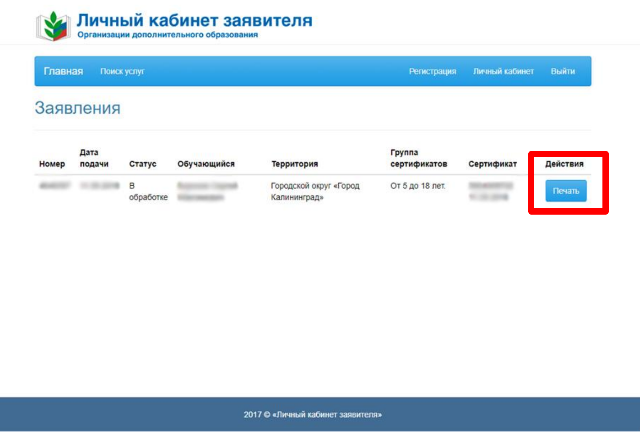 Личный кабинет заявителя
Организации дополнительного образования
Главная Поиск услуг Регистрация Личный кабинет Выйти
Заявления
Номер Дата подачи Статус Обучающийся Территория Группа сертификатов Сертификат Действия
В обработке Городской округ «Город Калининград» От 5 до 18 лет. Печать
2017 © «Личный кабинет заявителя»